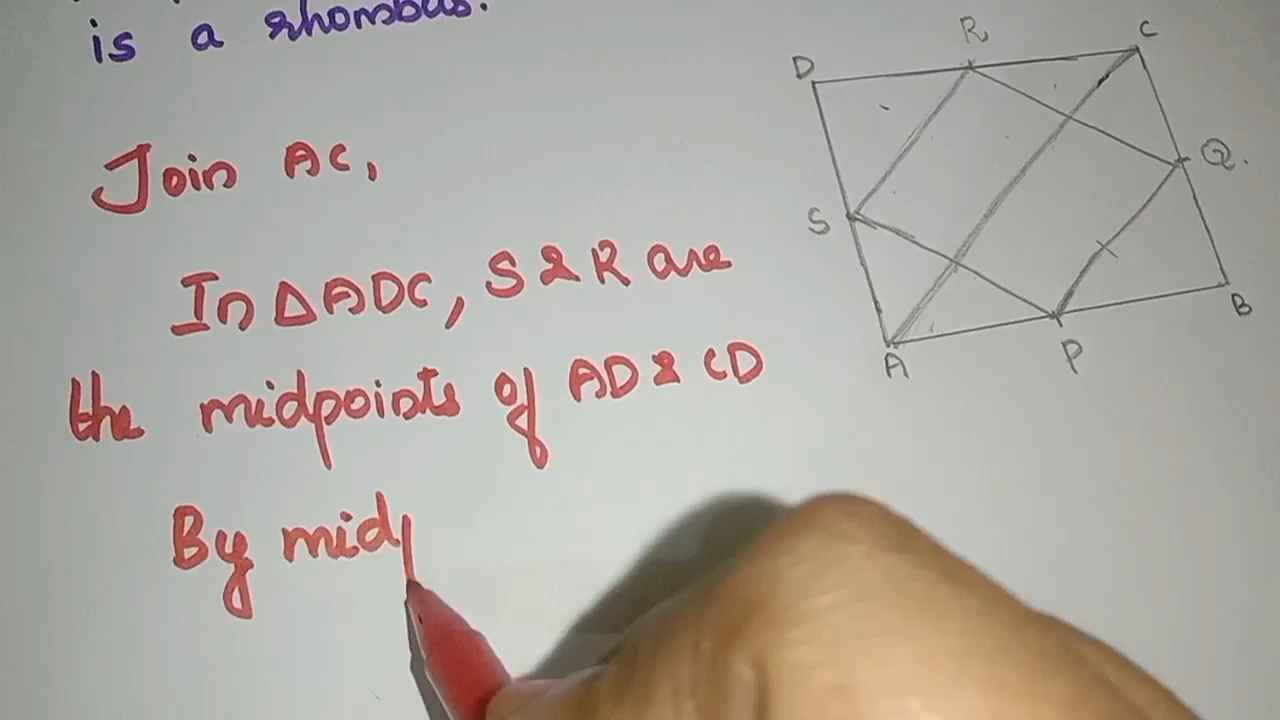 is a rhombus.
Join AC,
In ΔADC, S & R are
the midpoints of AD & CD
By mid
D
R
C
Q.
S
A
P
B